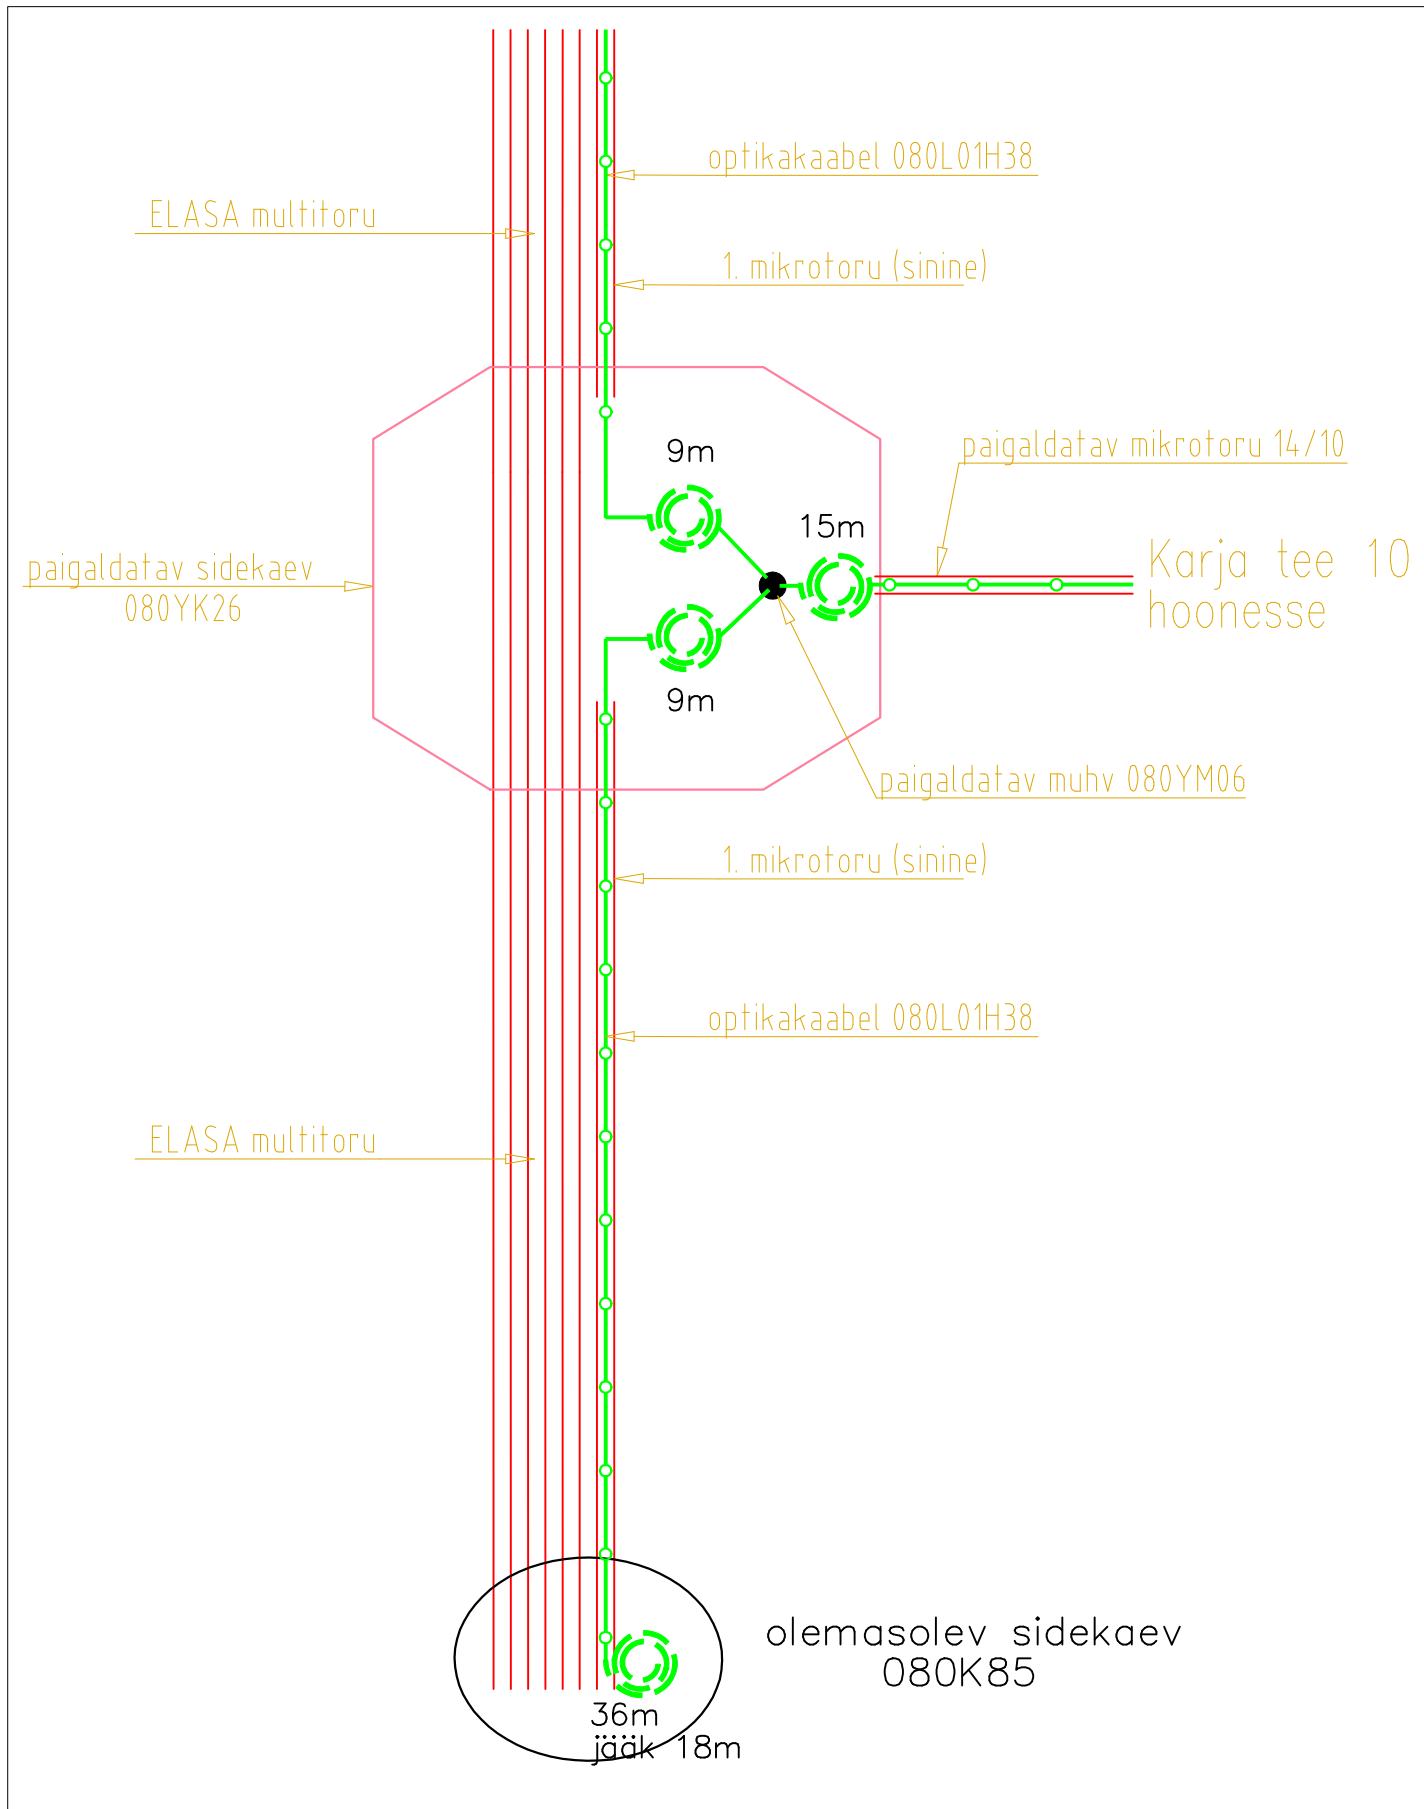 optikakaabel 080L01H38
ELASA multitoru
1. mikrotoru (sinine)
9m
paigaldatav mikrotoru 14/10
15m
Karja tee 10
hoonesse
paigaldatav sidekaev
080YK26
9m
paigaldatav muhv 080YM06
1. mikrotoru (sinine)
optikakaabel 080L01H38
ELASA multitoru
olemasolev sidekaev
080K85
36m
jääk 18m